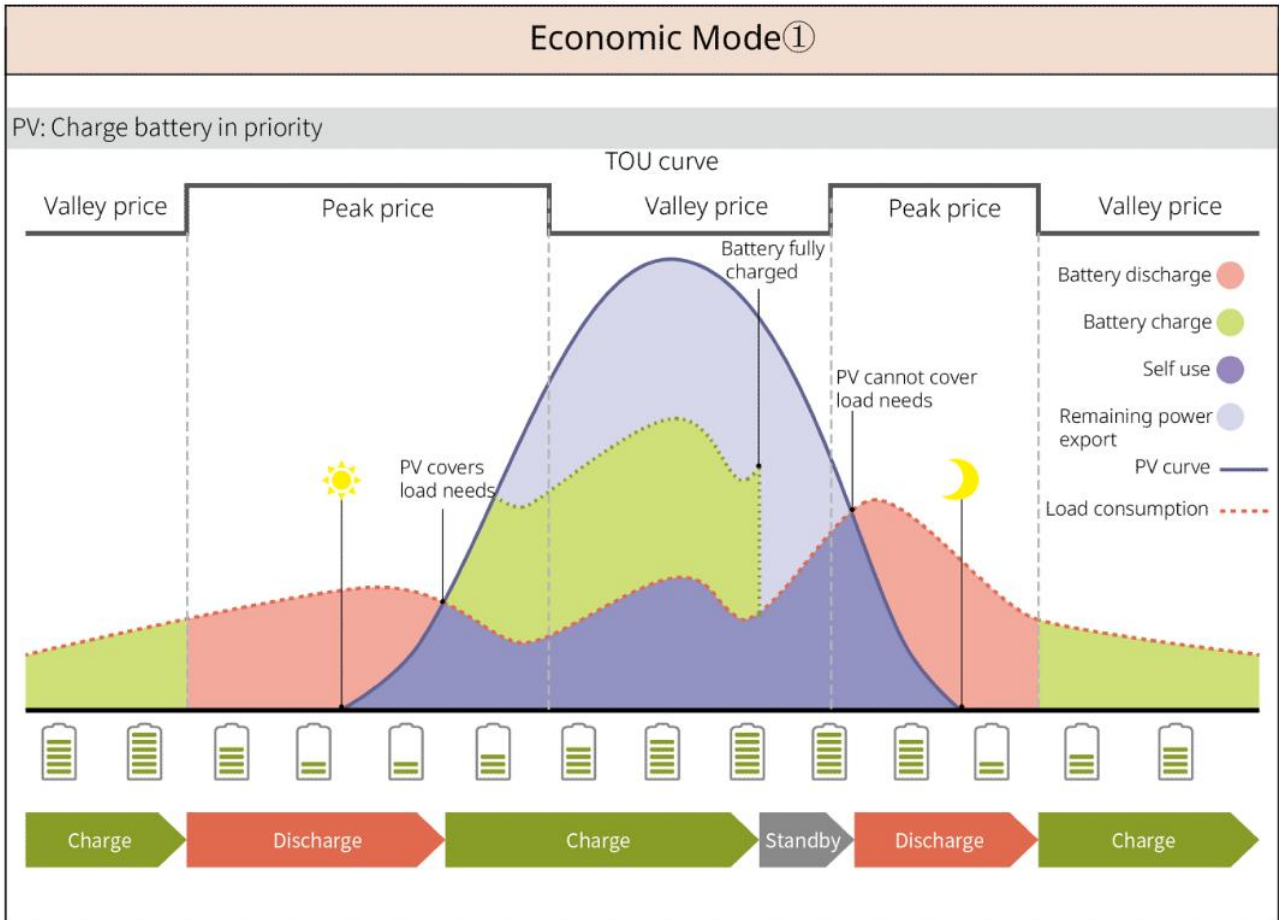 Economic Mode①
PV: Charge battery in priority
TOU curve
Valley price
Peak price
Valley price
Peak price
Valley price
Battery fully
charged
Battery discharge
Battery charge
Self use
Remaining power
export
PV curve
Load consumption
PV cannot cover
load needs
PV covers
load needs
Charge
Discharge
Charge
Standby
Discharge
Charge